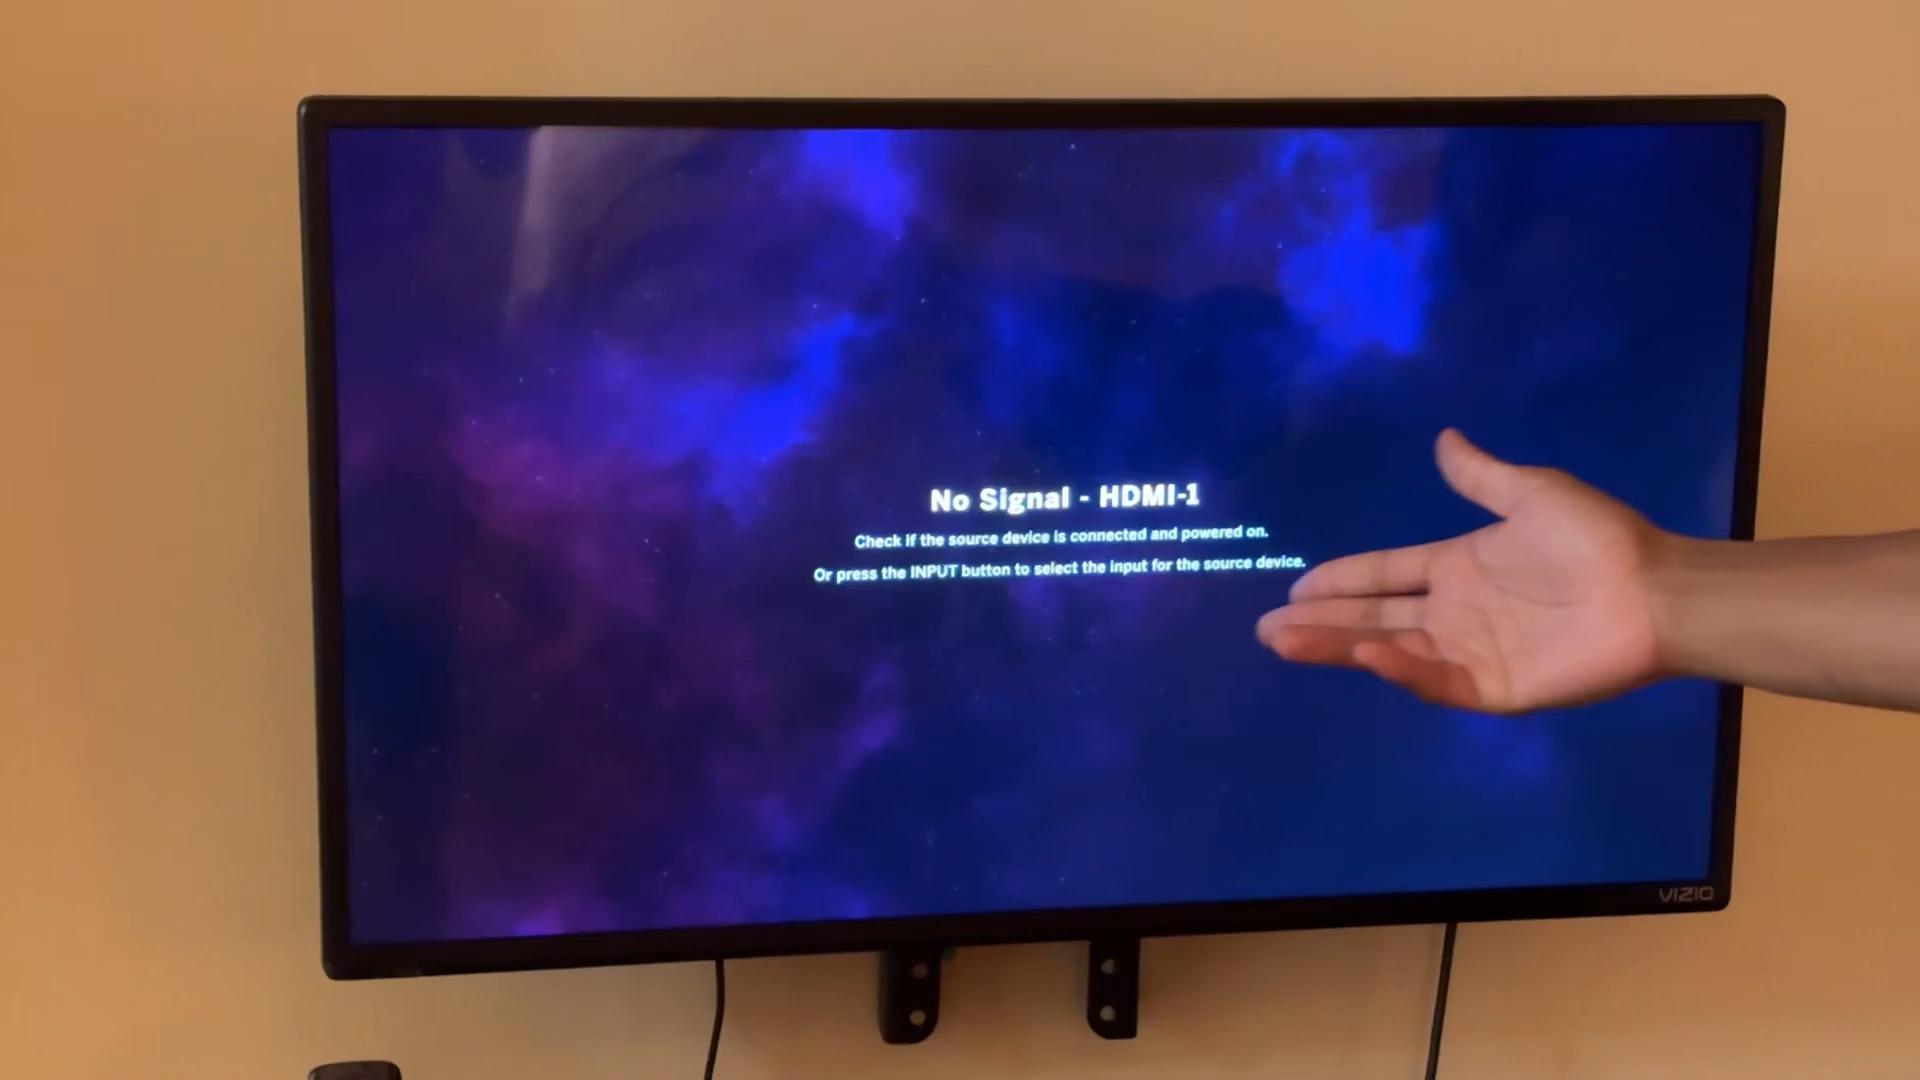 No Signal - HDMI-1
Check if the source device is connected and powered on.
Or press the INPUT button to select the input for the source device.
VIZIO